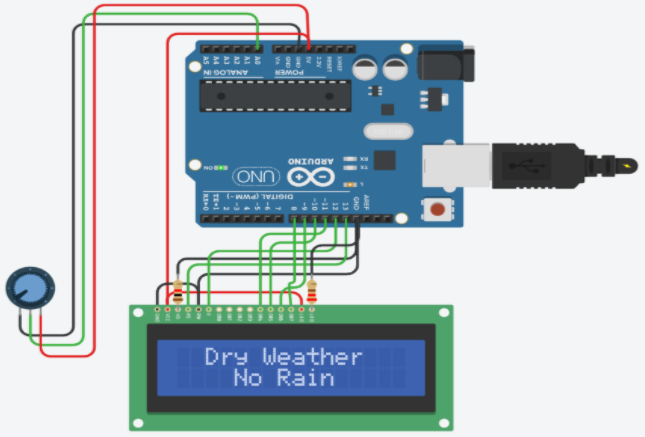 A5
A4
A3
A2
A1
A0
Vin
GND
GND
5V
3.3V
RESET
IOREF
ANALOG IN
POWER
ON
UNO
ARDUINO
RX
TX
L
DIGITAL (PWM~)
RX<0
TX>1
2
~3
4
~5
~6
7
8
~9
~10
~11
12
13
GND
AREF
Dry Weather
No Rain